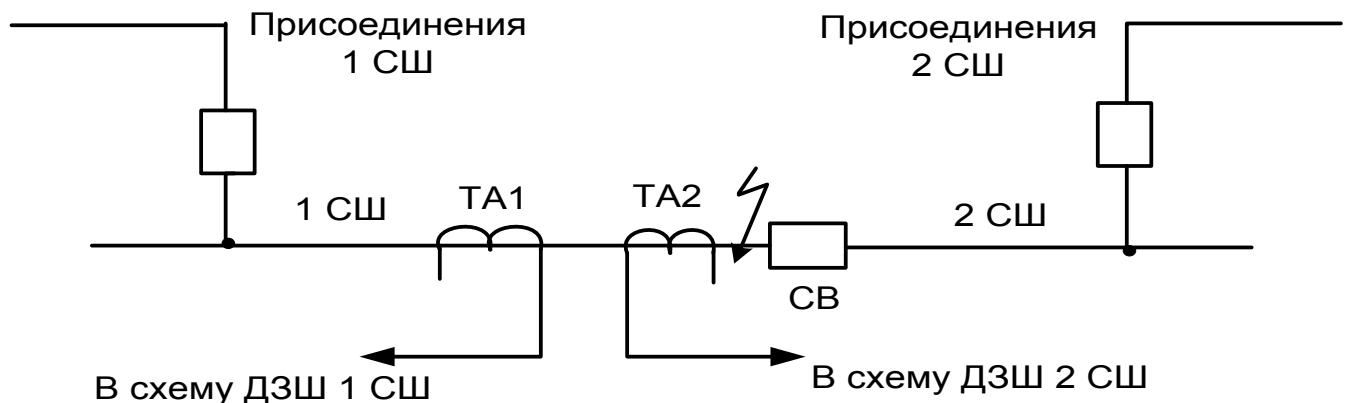 Присоединения
1 СШ
Присоединения
2 СШ
1 СШ
ТА1
ТА2
2 СШ
СВ
В схему ДЗШ 1 СШ
В схему ДЗШ 2 СШ